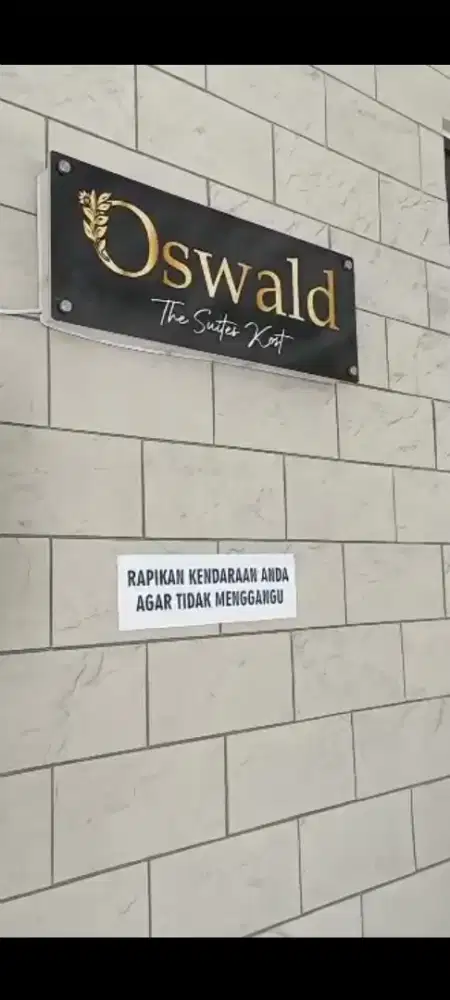 Oswald
The Suites Kost
RAPIKAN KENDARAAN ANDA
AGAR TIDAK MENGGANGU